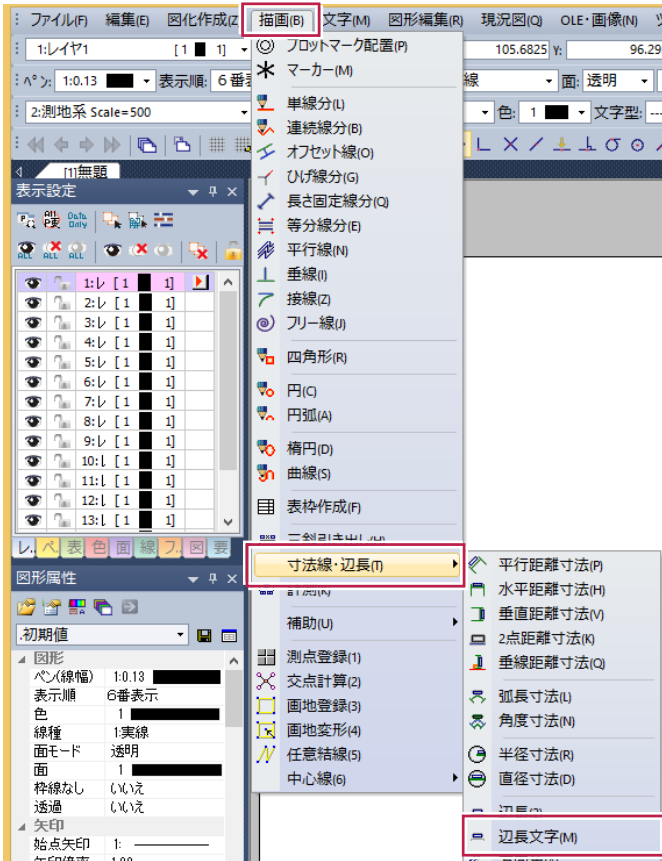 ファイル(F) 編集(E) 図化作成(Z 描画(B) 文字(M) 図形編集(R) 現況図(Q) OLE・画像(N)
1:レイヤ1 [1 1] プロットマーク配置(P) 105.6825 Y: 96.29
ペン: 1:0.13 表示順: 6番 マーカー(M) 線 面: 透明
2:測地系 Scale=500 単線分(L) 色: 1 文字型:
連続線分(B)
[1]無題 オフセット線(O)
表示設定 ひげ線分(G)
長さ固定線分(Q)
等分線分(E)
平行線(N)
垂線(I)
接線(Z)
フリー線(J)
四角形(R)
円(C)
円弧(A)
楕円(D)
曲線(S)
表枠作成(F)
寸法線・辺長(T)
計測(K)
補助(U)
測点登録(1)
交点計算(2)
画地登録(3)
画地変形(4)
任意結線(5)
中心線(6)
平行距離寸法(P)
水平距離寸法(H)
垂直距離寸法(V)
2点距離寸法(K)
垂線距離寸法(Q)
弧長寸法(L)
角度寸法(N)
半径寸法(R)
直径寸法(D)
辺長文字(M)
ALL ALL ALL
1:レ [1 1]
2:レ [1 1]
3:レ [1 1]
4:レ [1 1]
5:レ [1 1]
6:レ [1 1]
7:レ [1 1]
8:レ [1 1]
9:レ [1 1]
10:l [1 1]
11:l [1 1]
12:l [1 1]
13:l [1 1]
レ.. ペ. 表 色 面 線 フ.. 図 要
図形属性
.初期値
図形
ペン(線幅) 1:0.13
表示順 6番表示
色 1
線種 1:実線
面モード 透明
面 1
枠線なし いいえ
透過 いいえ
矢印
始点矢印 1: